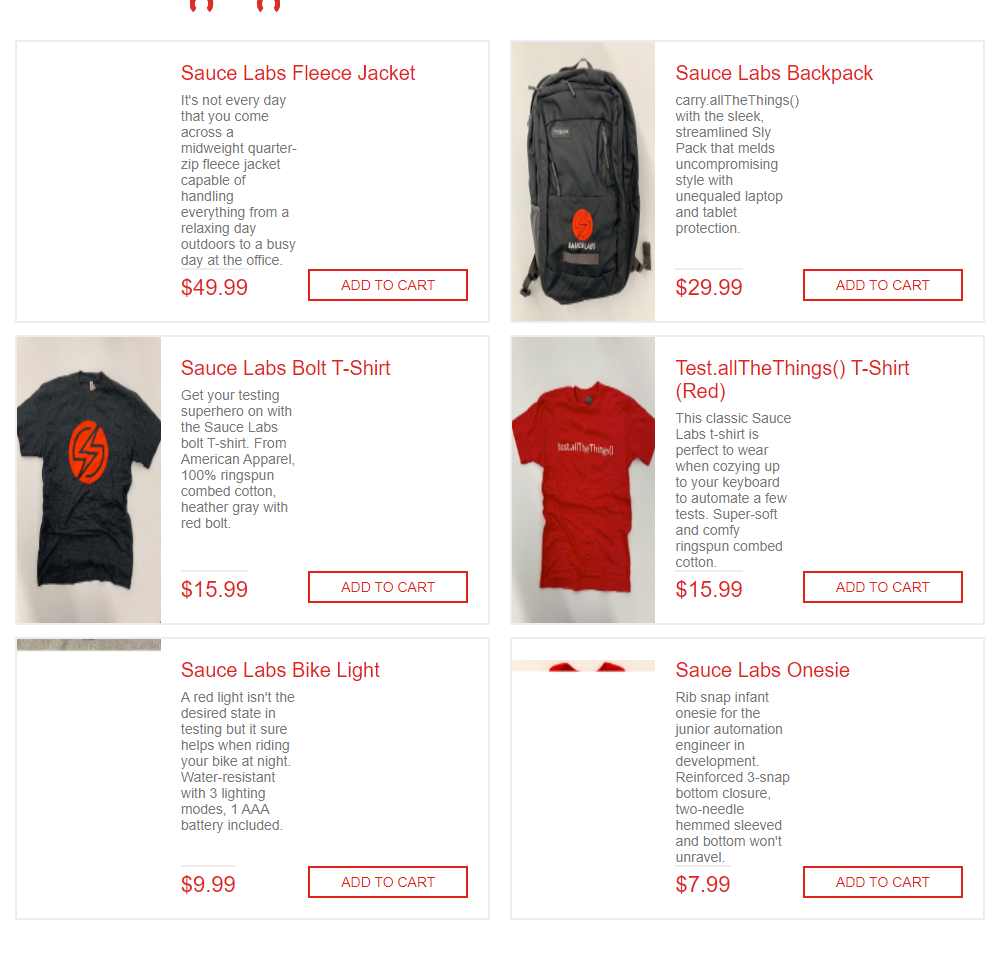 Sauce Labs Fleece Jacket
It's not every day
that you come
across a
midweight quarter-
zip fleece jacket
capable of
handling
everything from a
relaxing day
outdoors to a busy
day at the office.
$49.99
ADD TO CART
Sauce Labs Backpack
carry.allTheThings()
with the sleek,
streamlined Sly
Pack that melds
uncompromising
style with
unequaled laptop
and tablet
protection.
$29.99
ADD TO CART
SAUCE LABS
Sauce Labs Bolt T-Shirt
Get your testing
superhero on with
the Sauce Labs
bolt T-shirt. From
American Apparel,
100% ringspun
combed cotton,
heather gray with
red bolt.
$15.99
ADD TO CART
test.allTheThings()
Test.allTheThings() T-Shirt
(Red)
This classic Sauce
Labs t-shirt is
perfect to wear
when cozying up
to your keyboard
to automate a few
tests. Super-soft
and comfy
ringspun combed
cotton.
$15.99
ADD TO CART
Sauce Labs Bike Light
A red light isn't the
desired state in
testing but it sure
helps when riding
your bike at night.
Water-resistant
with 3 lighting
modes, 1 AAA
battery included.
$9.99
ADD TO CART
Sauce Labs Onesie
Rib snap infant
onesie for the
junior automation
engineer in
development.
Reinforced 3-snap
bottom closure,
two-needle
hemmed sleeved
and bottom won't
unravel.
$7.99
ADD TO CART